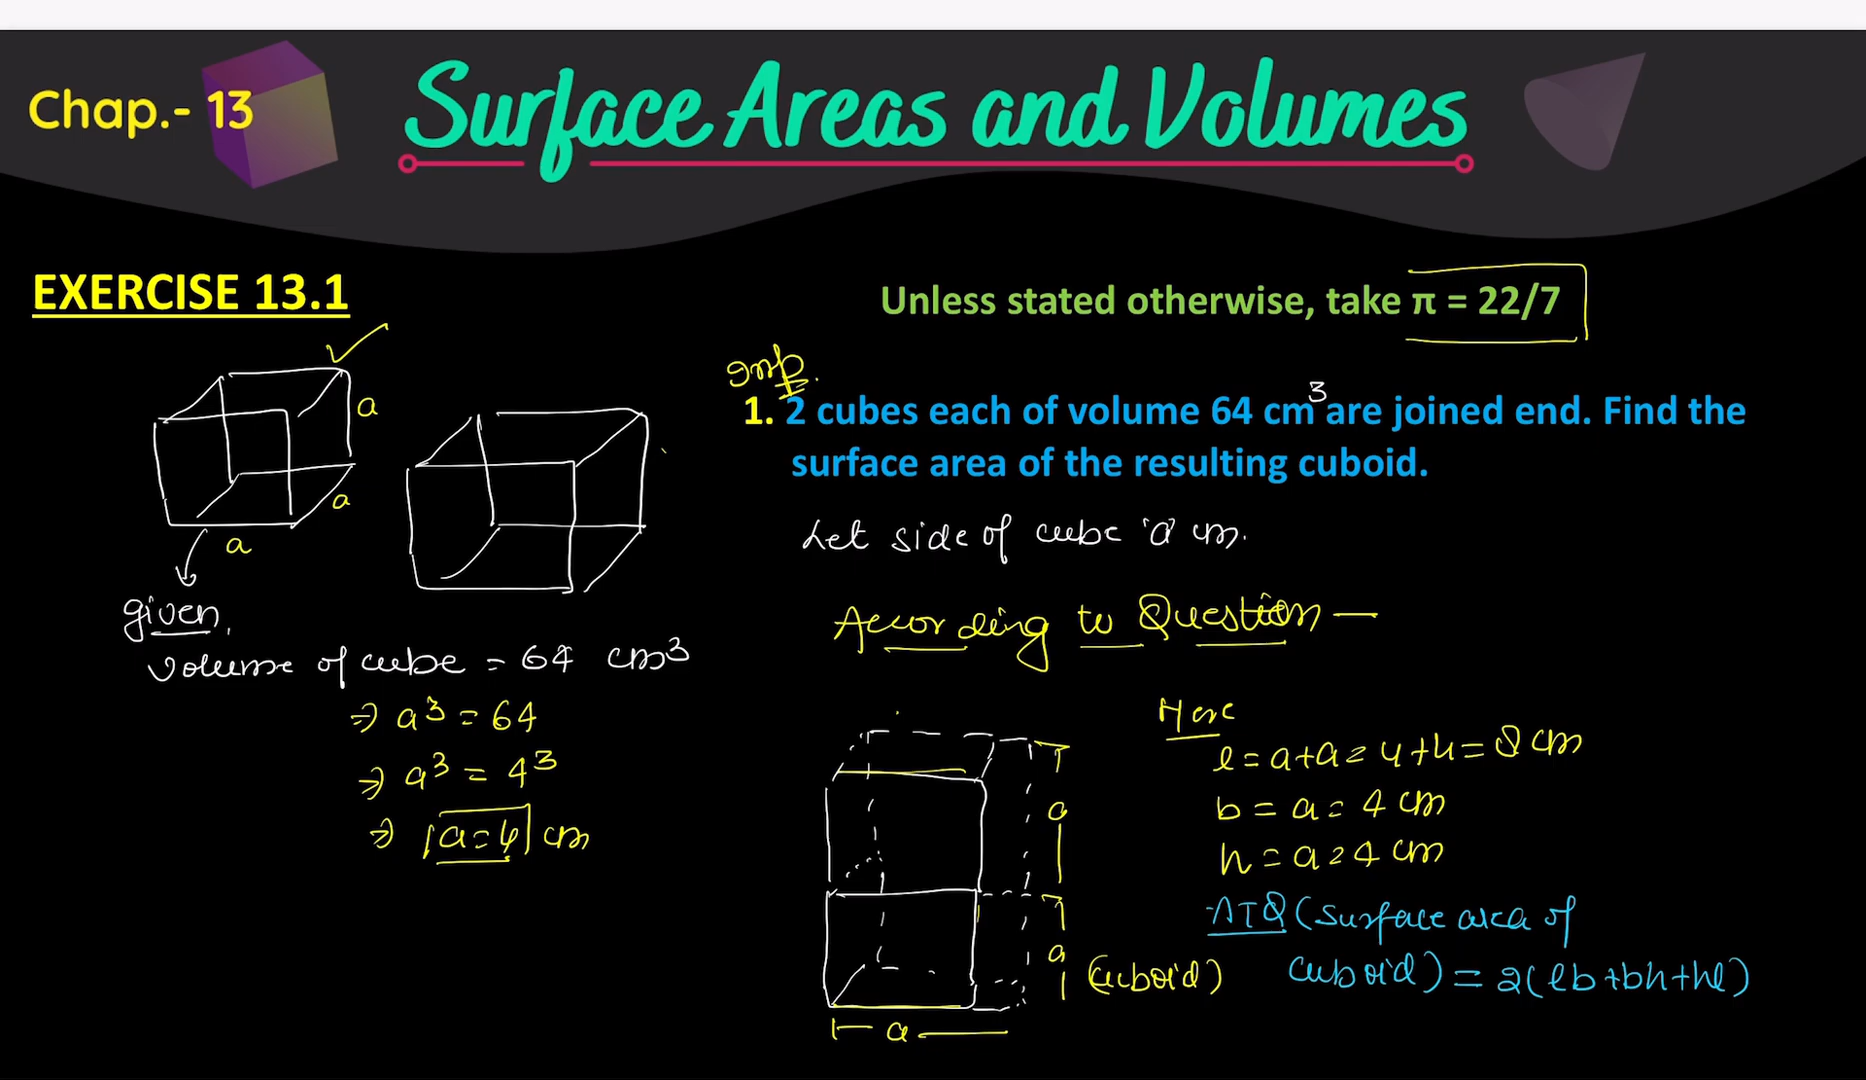 Chap.- 13
Surface Areas and Volumes
EXERCISE 13.1
Unless stated otherwise, take π = 22/7
Imp.
1. 2 cubes each of volume 64 cm³ are joined end. Find the
surface area of the resulting cuboid.
a
a
a
Let side of cube 'a' cm.
given,
volume of cube = 64 cm³
⇒ a³ = 64
⇒ a³ = 4³
⇒ a=4 cm
According to Question —
Here
l = a+a = 4+4 = 8 cm
b = a = 4 cm
h = a = 4 cm
ATQ (Surface area of
cuboid) = 2(lb+bh+hl)
a
a
(cuboid)
a